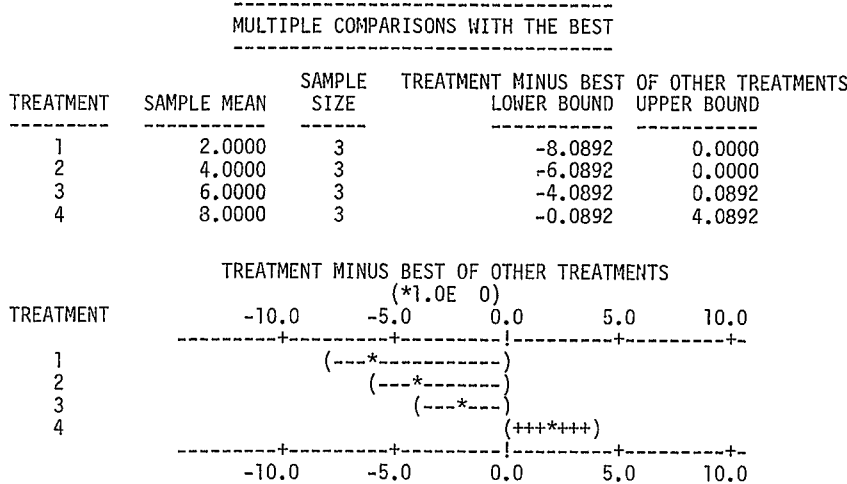 ----------------------------------
MULTIPLE COMPARISONS WITH THE BEST
----------------------------------
SAMPLE TREATMENT MINUS BEST OF OTHER TREATMENTS
TREATMENT SAMPLE MEAN SIZE LOWER BOUND UPPER BOUND
--------- ----------- ------ ----------- -----------
1 2.0000 3 -8.0892 0.0000
2 4.0000 3 -6.0892 0.0000
3 6.0000 3 -4.0892 0.0892
4 8.0000 3 -0.0892 4.0892
TREATMENT MINUS BEST OF OTHER TREATMENTS
(*1.0E 0)
TREATMENT -10.0 -5.0 0.0 5.0 10.0
---------+---------+---------!---------+---------+-
1 (---*-----------)
2 (---*-------)
3 (---*---)
4 (+++*+++)
---------+---------+---------!---------+---------+-
-10.0 -5.0 0.0 5.0 10.0